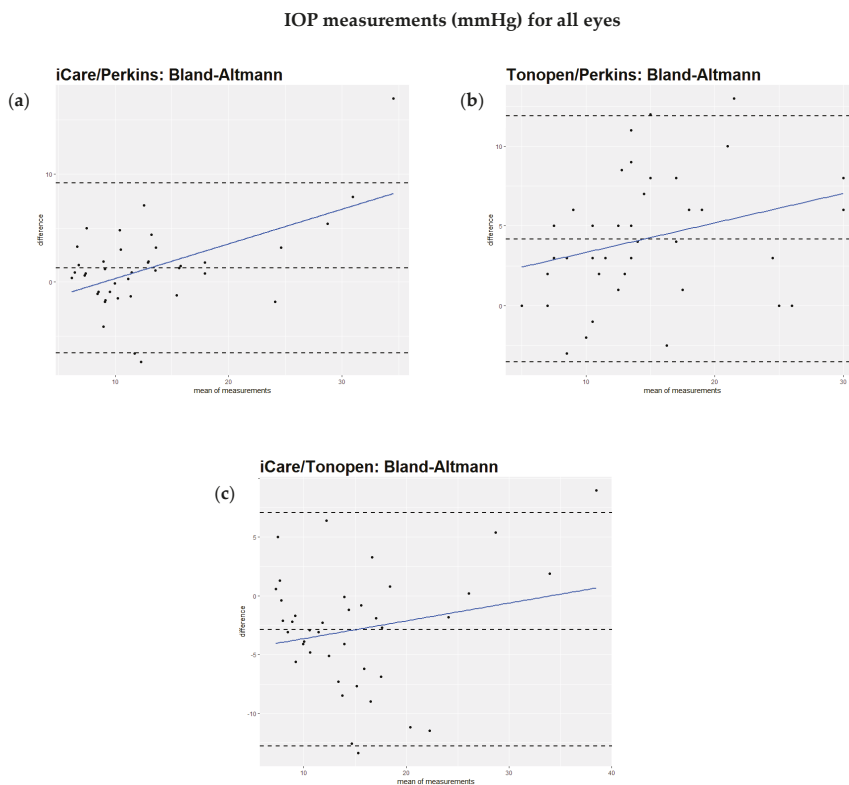 IOP measurements (mmHg) for all eyes
iCare/Perkins: Bland-Altmann
(a)
difference
10
0
10
20
30
mean of measurements
Tonopen/Perkins: Bland-Altmann
(b)
difference
10
5
0
10
20
30
mean of measurements
iCare/Tonopen: Bland-Altmann
(c)
difference
5
0
-5
-10
10
20
30
40
mean of measurements